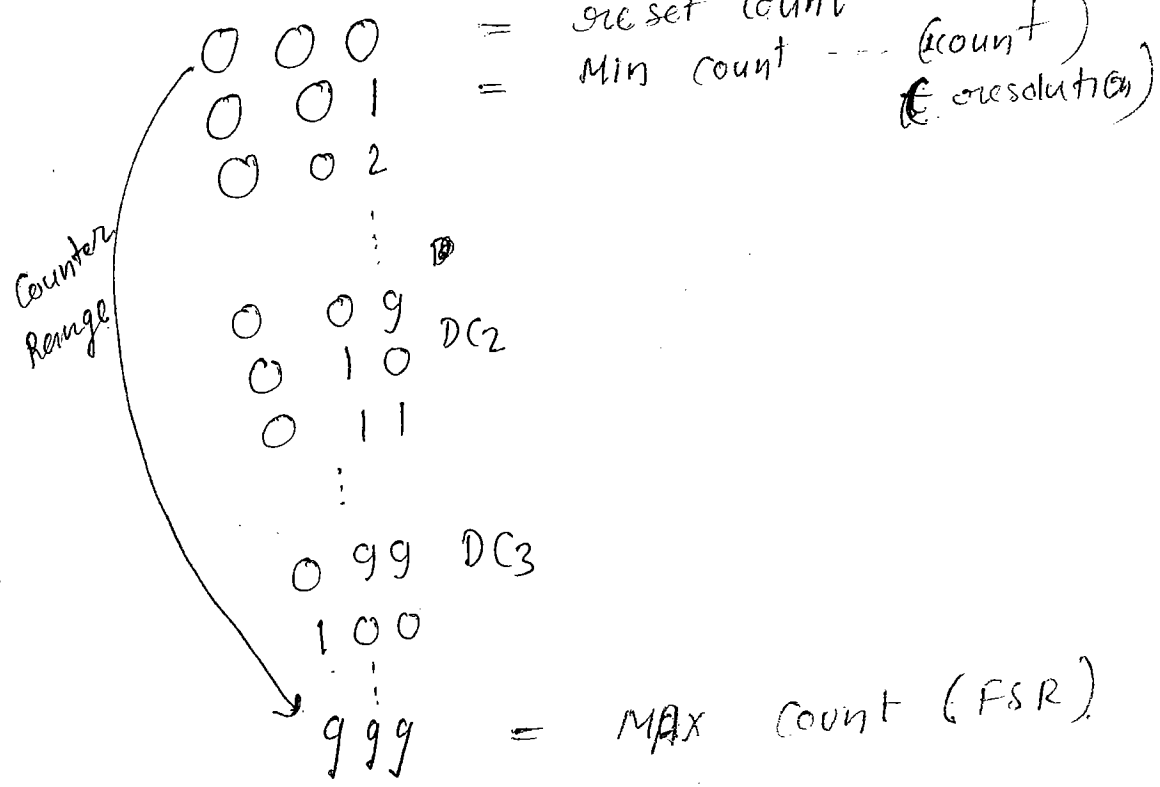 0 0 0 = reset count
0 0 1 = Min count --- (count)
(resolution)
0 0 2
Counter
Range
0 0 9
DC2
0 1 0
0 1 1
0 9 9 DC3
1 0 0
9 9 9 = MAX count (FSR)